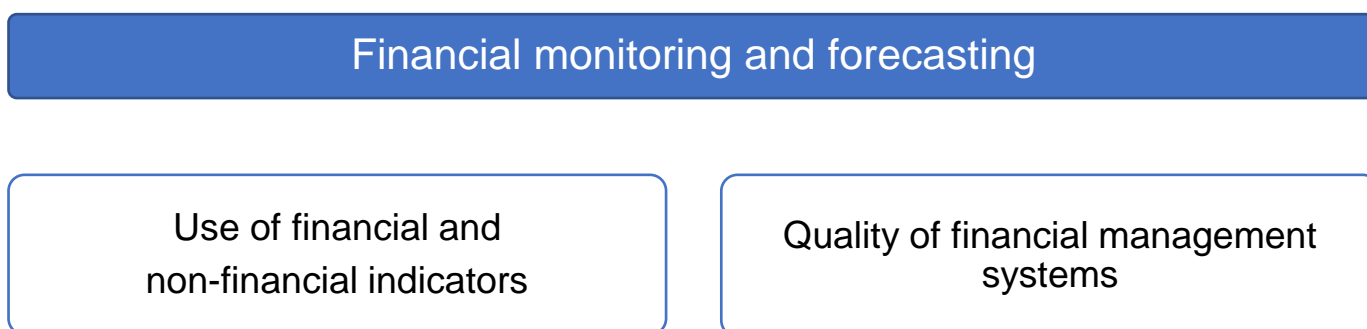 Financial monitoring and forecasting
Use of financial and
non-financial indicators
Quality of financial management
systems